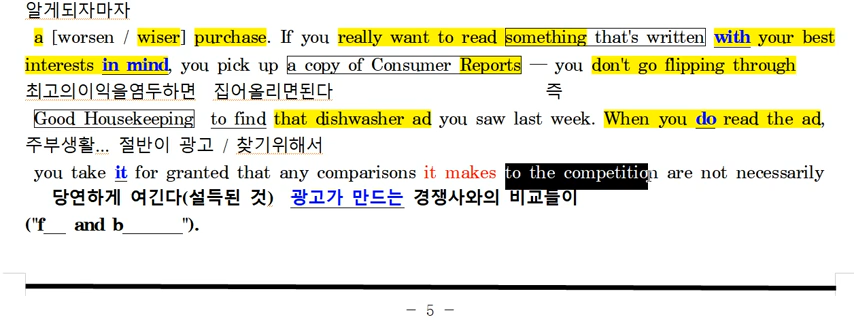 알게되자마자
a [worsen / wiser] purchase. If you really want to read something that's written with your best
interests in mind, you pick up a copy of Consumer Reports — you don't go flipping through
최고의이익을염두하면 집어올리면된다 즉
Good Housekeeping to find that dishwasher ad you saw last week. When you do read the ad,
주부생활... 절반이 광고 / 찾기위해서
you take it for granted that any comparisons it makes to the competition are not necessarily
당연하게 여긴다(설득된 것) 광고가 만드는 경쟁사와의 비교들이
("f__ and b______").
- 5 -